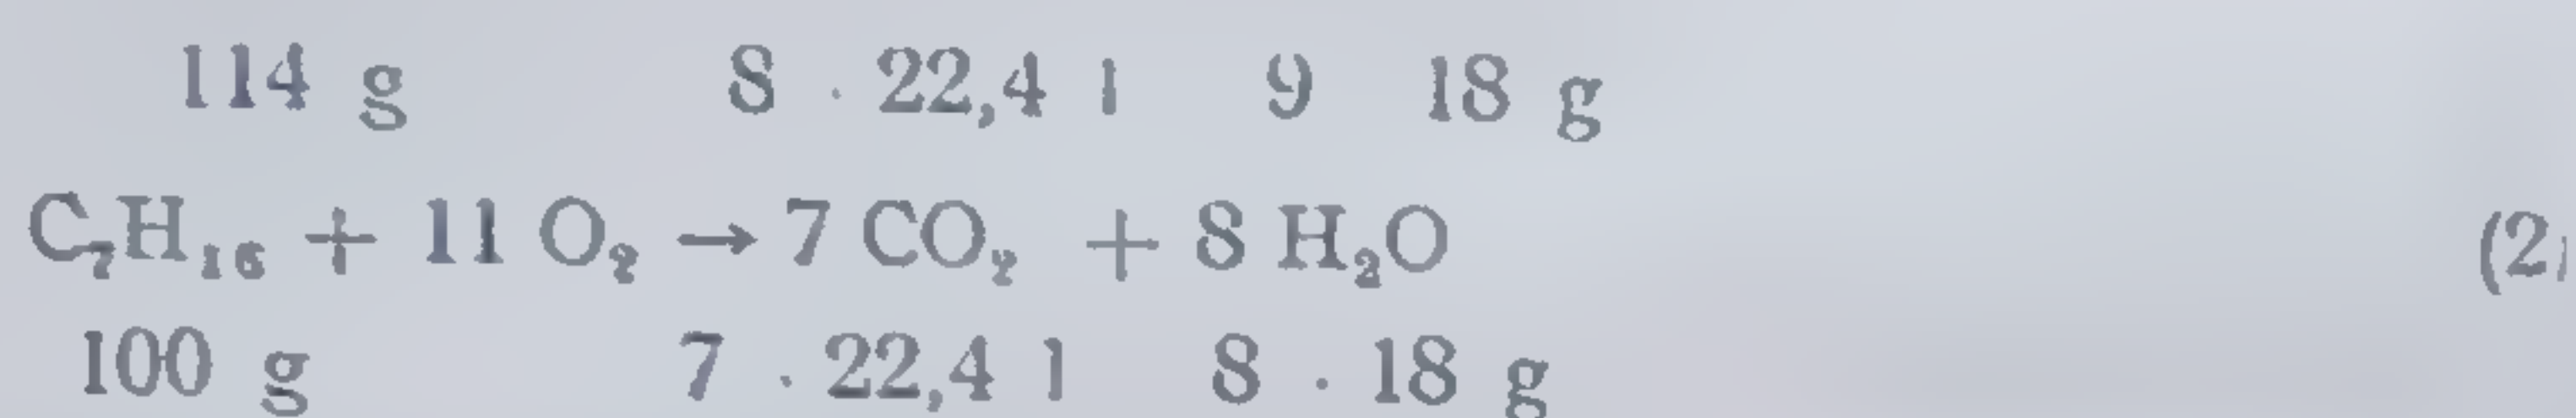 114 g 8 · 22,4 l 9 18 g
C₇H₁₆ + 11 O₂ → 7 CO₂ + 8 H₂O (2)
100 g 7 · 22,4 l 8 · 18 g